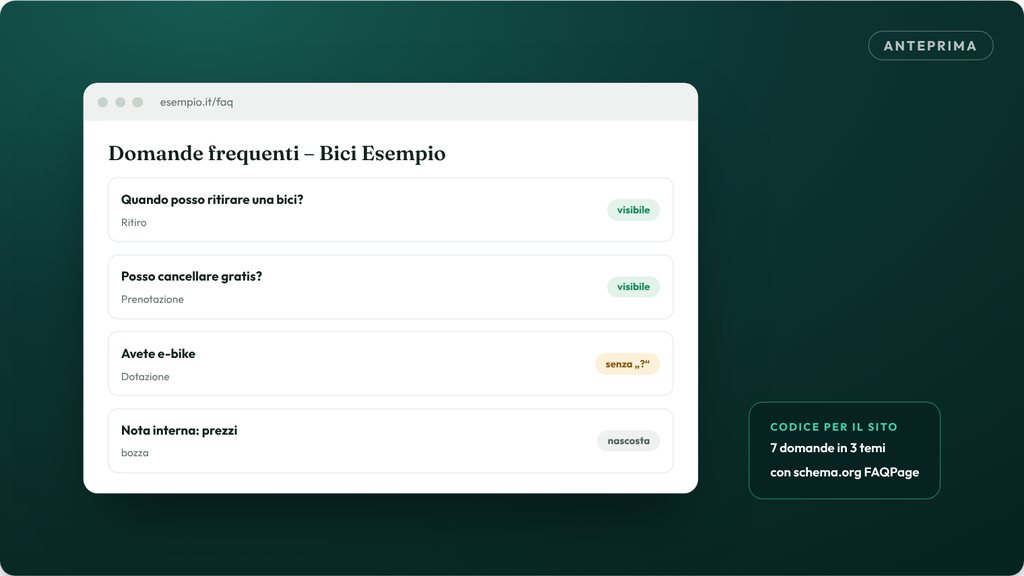 ANTEPRIMA
esempio.it/faq
Domande frequenti – Bici Esempio
Quando posso ritirare una bici?
Ritiro
visibile
Posso cancellare gratis?
Prenotazione
visibile
Avete e-bike
Dotazione
senza „?“
Nota interna: prezzi
bozza
nascosta
CODICE PER IL SITO
7 domande in 3 temi
con schema.org FAQPage